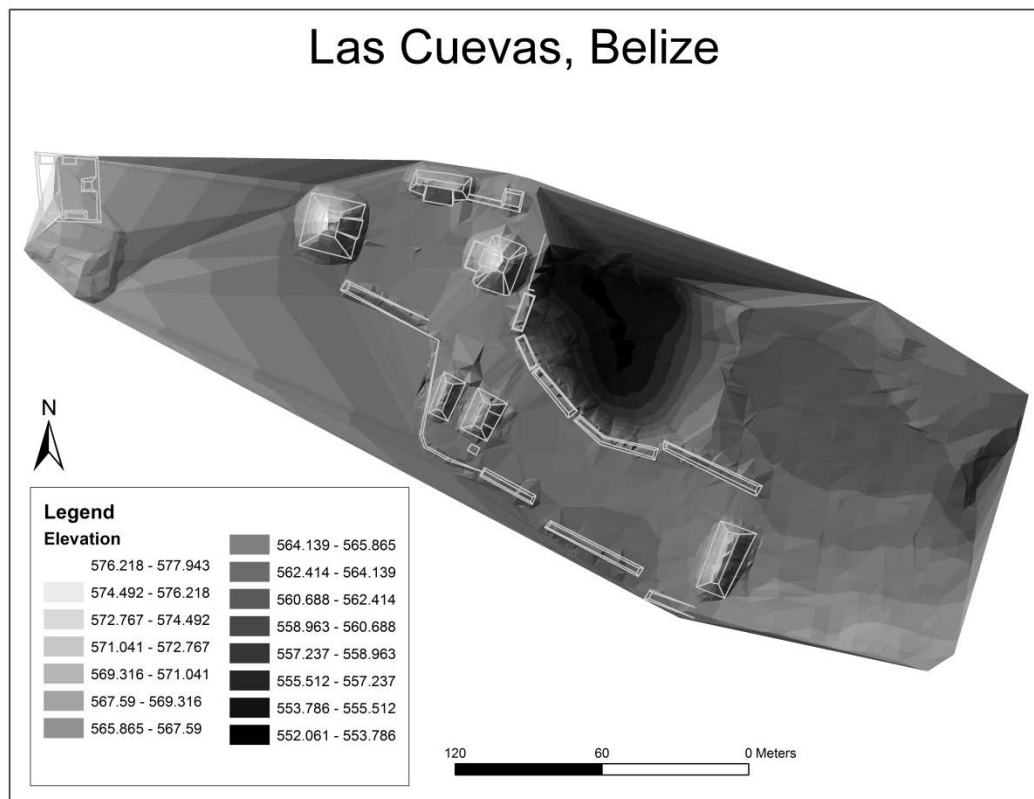 Las Cuevas, Belize
N
Legend
Elevation
576.218 - 577.943
574.492 - 576.218
572.767 - 574.492
571.041 - 572.767
569.316 - 571.041
567.59 - 569.316
565.865 - 567.59
564.139 - 565.865
562.414 - 564.139
560.688 - 562.414
558.963 - 560.688
557.237 - 558.963
555.512 - 557.237
553.786 - 555.512
552.061 - 553.786
120 60 0 Meters